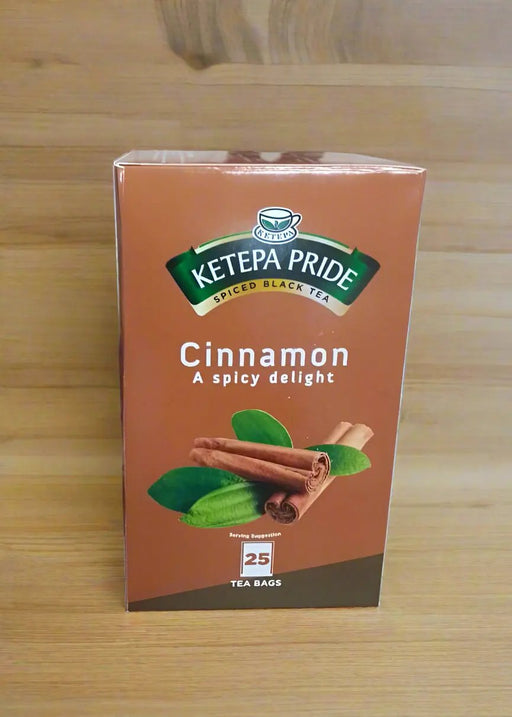 KETEPA
KETEPA PRIDE
SPICED BLACK TEA
Cinnamon
A spicy delight
Serving Suggestion
25
TEA BAGS